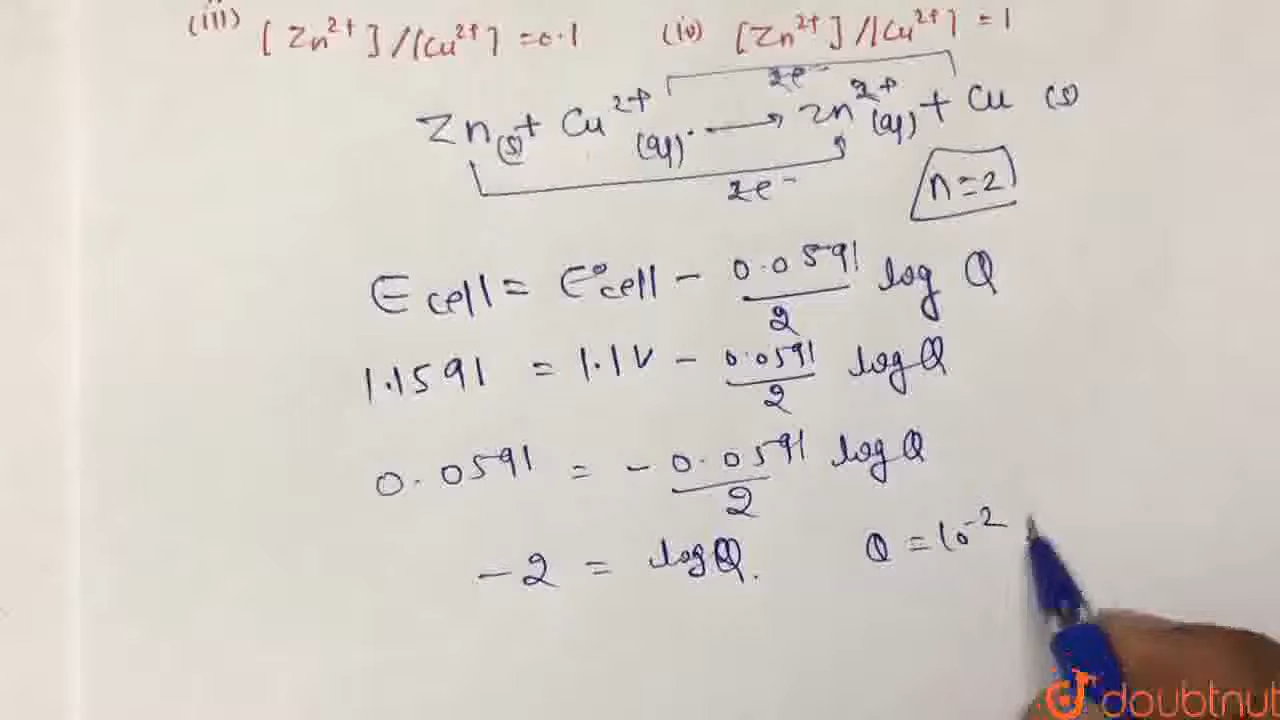 (iii) [Zn²⁺]/[Cu²⁺] = 0.1 (iv) [Zn²⁺]/[Cu²⁺] = 1
2e⁻
Zn(s) + Cu²⁺(aq) → Zn²⁺(aq) + Cu (s)
2e⁻
n=2
Ecell = E°cell - 0.0591/2 log Q
1.1591 = 1.1V - 0.0591/2 log Q
0.0591 = - 0.0591/2 log Q
-2 = log Q. Q = 10⁻²
doubtnut